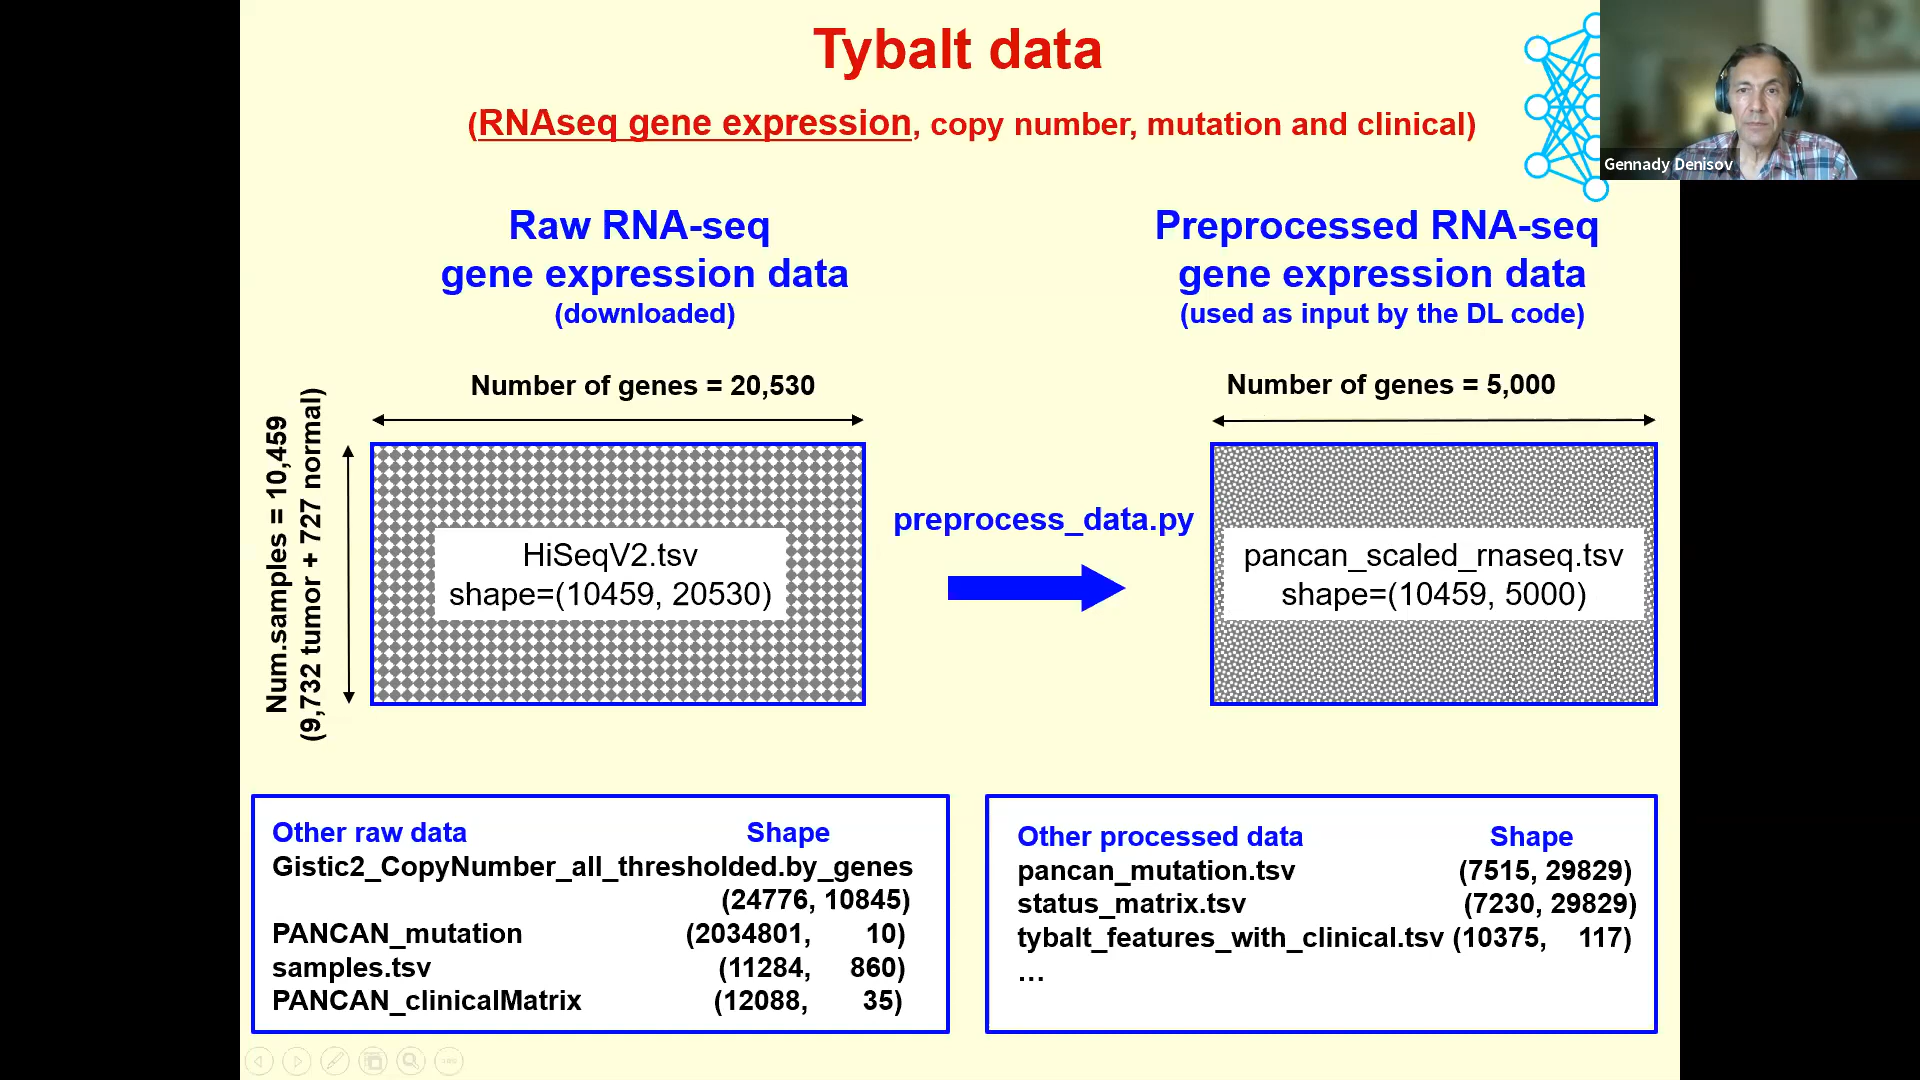 Tybalt data
(RNAseq gene expression, copy number, mutation and clinical)
Gennady Denisov
Raw RNA-seq
gene expression data
(downloaded)
Preprocessed RNA-seq
gene expression data
(used as input by the DL code)
Number of genes = 20,530
Number of genes = 5,000
Num.samples = 10,459
(9,732 tumor + 727 normal)
HiSeqV2.tsv
shape=(10459, 20530)
preprocess_data.py
pancan_scaled_rnaseq.tsv
shape=(10459, 5000)
Other raw data Shape
Gistic2_CopyNumber_all_thresholded.by_genes
(24776, 10845)
PANCAN_mutation (2034801, 10)
samples.tsv (11284, 860)
PANCAN_clinicalMatrix (12088, 35)
Other processed data Shape
pancan_mutation.tsv (7515, 29829)
status_matrix.tsv (7230, 29829)
tybalt_features_with_clinical.tsv (10375, 117)
...